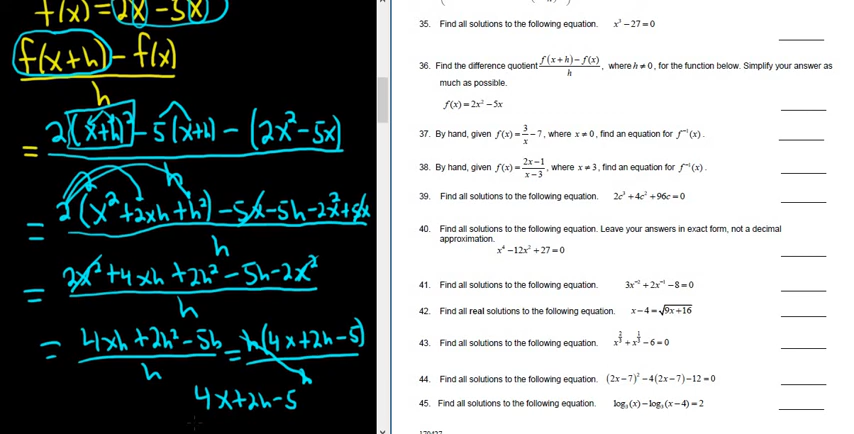 f(x) = 2x² - 5x
f(x+h) - f(x)
h
= 2(x+h)² - 5(x+h) - (2x² - 5x)
h
= 2(x² + 2xh + h²) - 5x - 5h - 2x² + 5x
h
= 2x² + 4xh + 2h² - 5h - 2x²
h
= 4xh + 2h² - 5h = h(4x + 2h - 5)
h h
4x + 2h - 5
35. Find all solutions to the following equation. x³ − 27 = 0
36. Find the difference quotient (f(x+h) − f(x))/h, where h ≠ 0, for the function below. Simplify your answer as
much as possible.
f(x) = 2x² − 5x
37. By hand, given f(x) = 3/x − 7, where x ≠ 0, find an equation for f⁻¹(x).
38. By hand, given f(x) = (2x−1)/(x−3), where x ≠ 3, find an equation for f⁻¹(x).
39. Find all solutions to the following equation. 2c³ + 4c² + 96c = 0
40. Find all solutions to the following equation. Leave your answers in exact form, not a decimal
approximation.
x⁴ − 12x² + 27 = 0
41. Find all solutions to the following equation. 3x⁻² + 2x⁻¹ − 8 = 0
42. Find all real solutions to the following equation. x − 4 = √(9x + 16)
43. Find all solutions to the following equation. x^(2/3) + x^(1/3) − 6 = 0
44. Find all solutions to the following equation. (2x − 7)² − 4(2x − 7) − 12 = 0
45. Find all solutions to the following equation. log₃(x) − log₃(x − 4) = 2